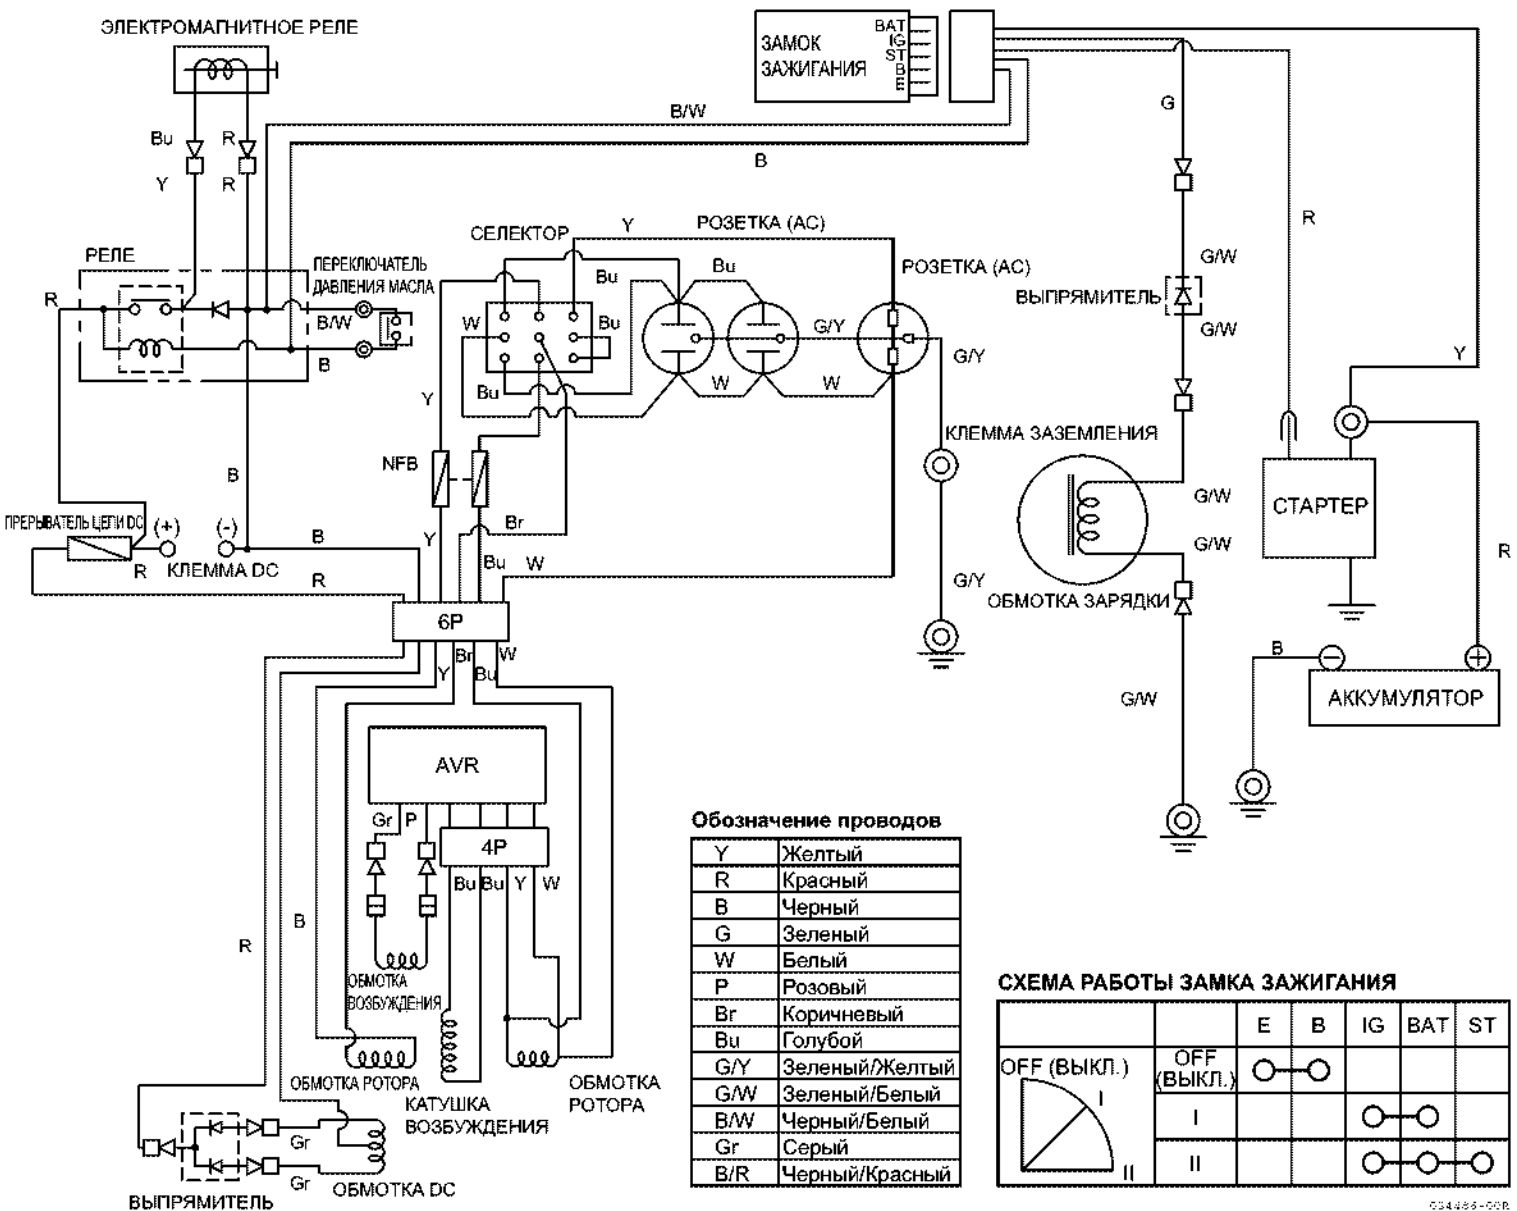 ЭЛЕКТРОМАГНИТНОЕ РЕЛЕ
ЗАМОК
ЗАЖИГАНИЯ
BAT
IG
ST
B
E
B/W
B
G
Bu
R
Y
R
R
РЕЛЕ
ПЕРЕКЛЮЧАТЕЛЬ
ДАВЛЕНИЯ МАСЛА
СЕЛЕКТОР
Y
РОЗЕТКА (AC)
РОЗЕТКА (AC)
Bu
Bu
G/W
ВЫПРЯМИТЕЛЬ
G/W
R
B/W
B
W
Bu
G/Y
G/Y
Y
Bu
W
W
Y
NFB
B
КЛЕММА ЗАЗЕМЛЕНИЯ
G/W
G/W
СТАРТЕР
R
ПРЕРЫВАТЕЛЬ ЦЕПИ DC
(+)
(-)
R
КЛЕММА DC
B
R
Y
Br
Bu
W
G/Y
ОБМОТКА ЗАРЯДКИ
6P
Br
W
Y
Bu
B
G/W
АККУМУЛЯТОР
AVR
Gr
P
4P
Bu
Bu
Y
W
R
B
ОБМОТКА
ВОЗБУЖДЕНИЯ
ОБМОТКА РОТОРА
КАТУШКА
ВОЗБУЖДЕНИЯ
ОБМОТКА
РОТОРА
Gr
Gr
ОБМОТКА DC
ВЫПРЯМИТЕЛЬ
Обозначение проводов
Y Желтый
R Красный
B Черный
G Зеленый
W Белый
P Розовый
Br Коричневый
Bu Голубой
G/Y Зеленый/Желтый
G/W Зеленый/Белый
B/W Черный/Белый
Gr Серый
B/R Черный/Красный
СХЕМА РАБОТЫ ЗАМКА ЗАЖИГАНИЯ
E B IG BAT ST
OFF (ВЫКЛ.)
I
II
OFF
(ВЫКЛ.)
I
II
034486-00R